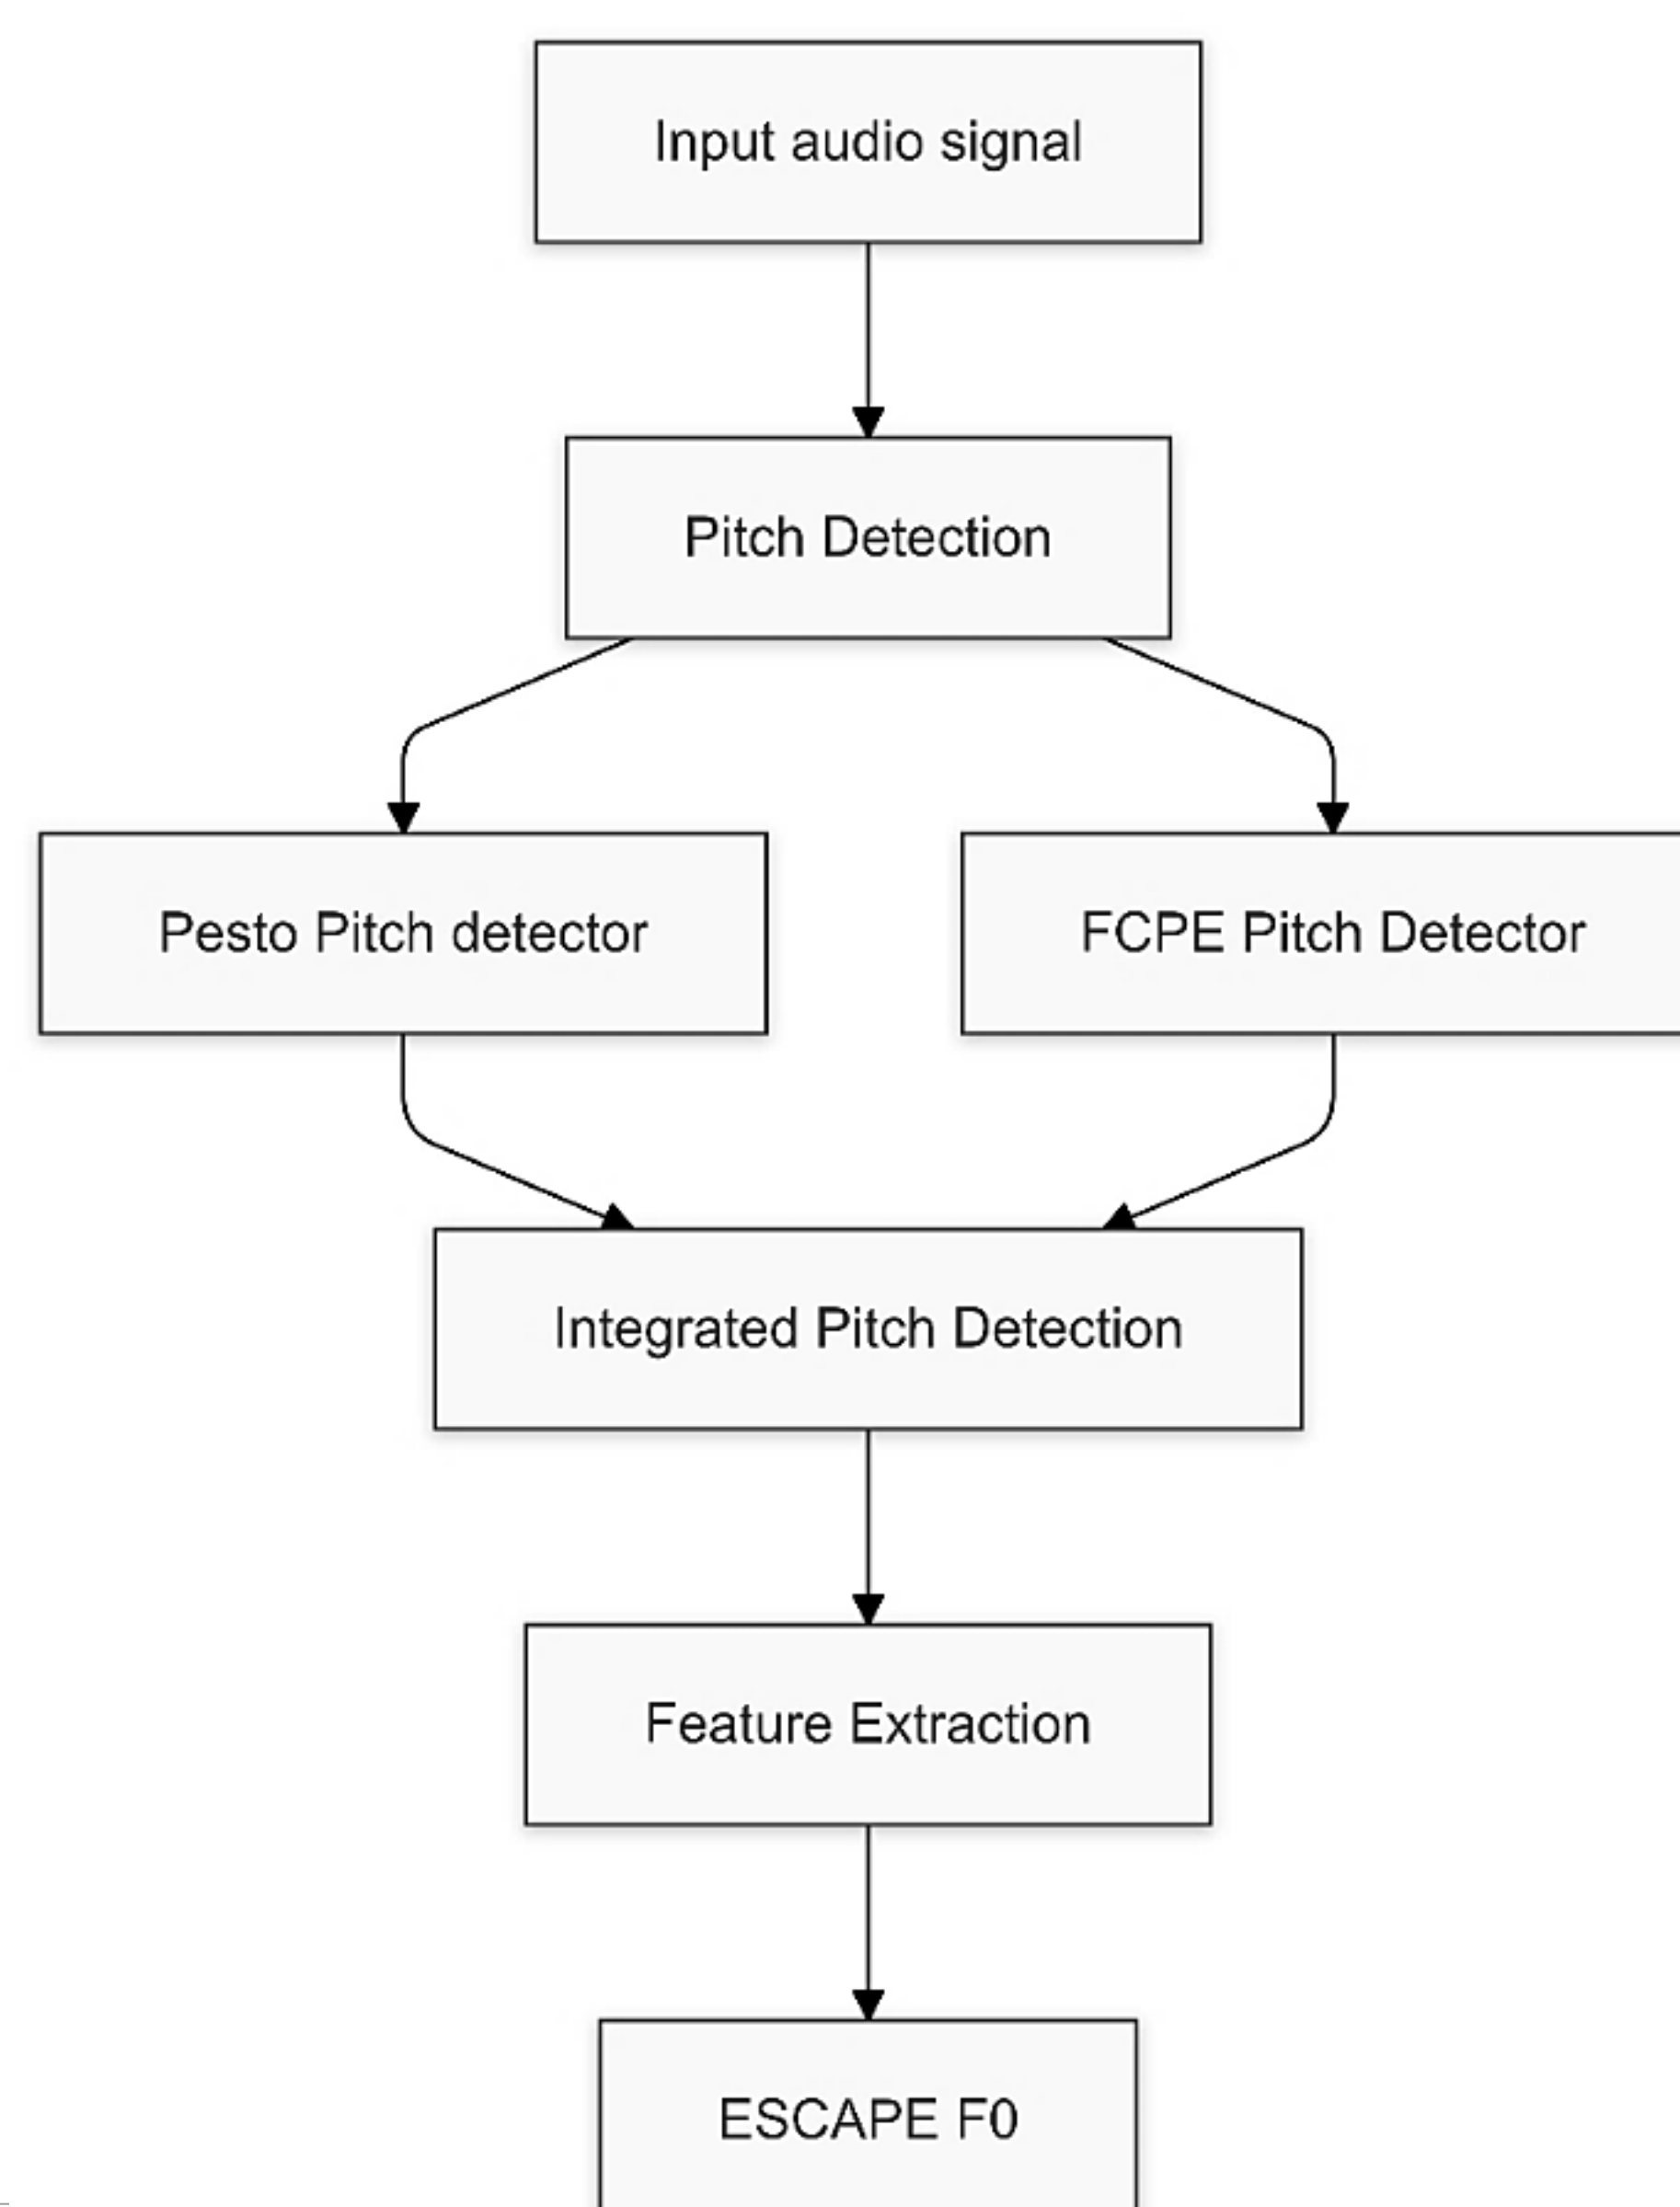 Input audio signal
Pitch Detection
Pesto Pitch detector
FCPE Pitch Detector
Integrated Pitch Detection
Feature Extraction
ESCAPE F0